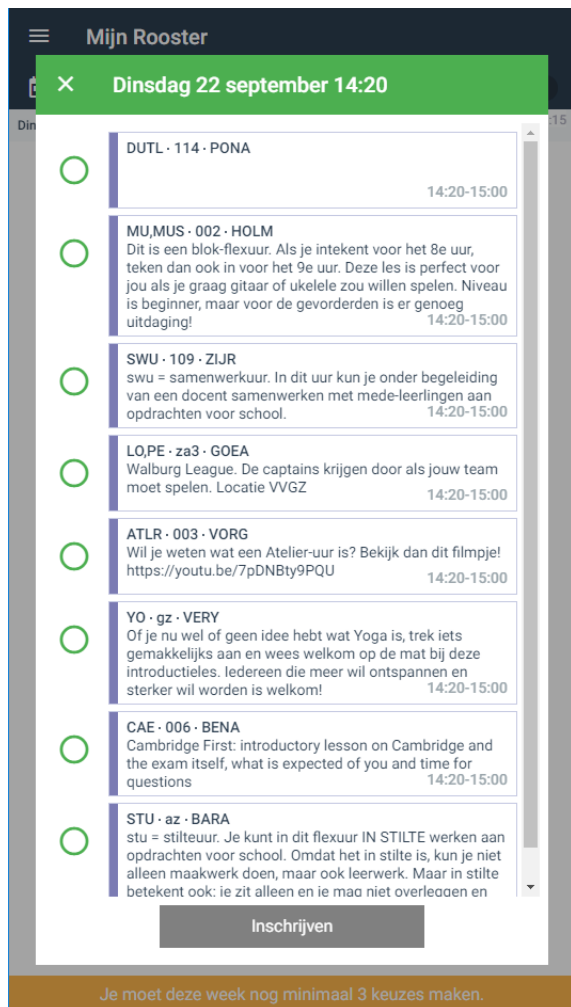 Mijn Rooster
Dinsdag 22 september 14:20
Din
:15
DUTL · 114 · PONA
14:20-15:00
MU,MUS · 002 · HOLM
Dit is een blok-flexuur. Als je intekent voor het 8e uur,
teken dan ook in voor het 9e uur. Deze les is perfect voor
jou als je graag gitaar of ukelele zou willen spelen. Niveau
is beginner, maar voor de gevorderden is er genoeg
uitdaging!
14:20-15:00
SWU · 109 · ZIJR
swu = samenwerkuur. In dit uur kun je onder begeleiding
van een docent samenwerken met mede-leerlingen aan
opdrachten voor school.
14:20-15:00
LO,PE · za3 · GOEA
Walburg League. De captains krijgen door als jouw team
moet spelen. Locatie VVGZ
14:20-15:00
ATLR · 003 · VORG
Wil je weten wat een Atelier-uur is? Bekijk dan dit filmpje!
https://youtu.be/7pDNBty9PQU
14:20-15:00
YO · gz · VERY
Of je nu wel of geen idee hebt wat Yoga is, trek iets
gemakkelijks aan en wees welkom op de mat bij deze
introductieles. Iedereen die meer wil ontspannen en
sterker wil worden is welkom!
14:20-15:00
CAE · 006 · BENA
Cambridge First: introductory lesson on Cambridge and
the exam itself, what is expected of you and time for
questions
14:20-15:00
STU · az · BARA
stu = stilteuur. Je kunt in dit flexuur IN STILTE werken aan
opdrachten voor school. Omdat het in stilte is, kun je niet
alleen maakwerk doen, maar ook leerwerk. Maar in stilte
betekent ook: je zit alleen en je mag niet overleggen en
Inschrijven
Je moet deze week nog minimaal 3 keuzes maken.